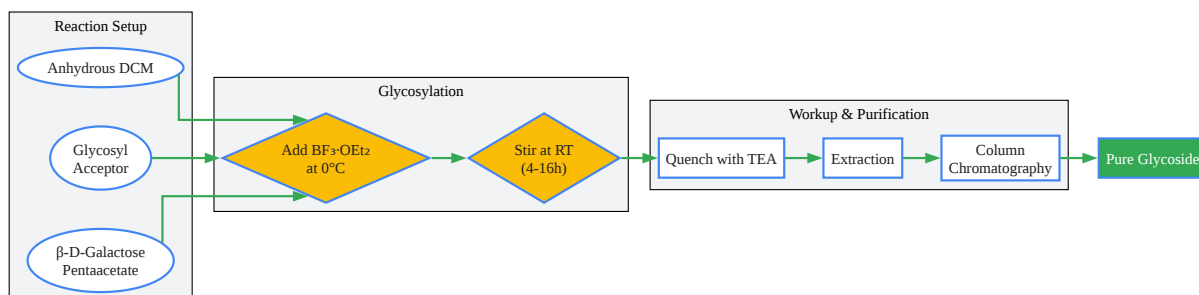 Reaction Setup
Anhydrous DCM
Glycosyl
Acceptor
β-D-Galactose
Pentaacetate
Glycosylation
Add BF₃·OEt₂
at 0°C
Stir at RT
(4-16h)
Workup & Purification
Quench with TEA
Extraction
Column
Chromatography
Pure Glycoside